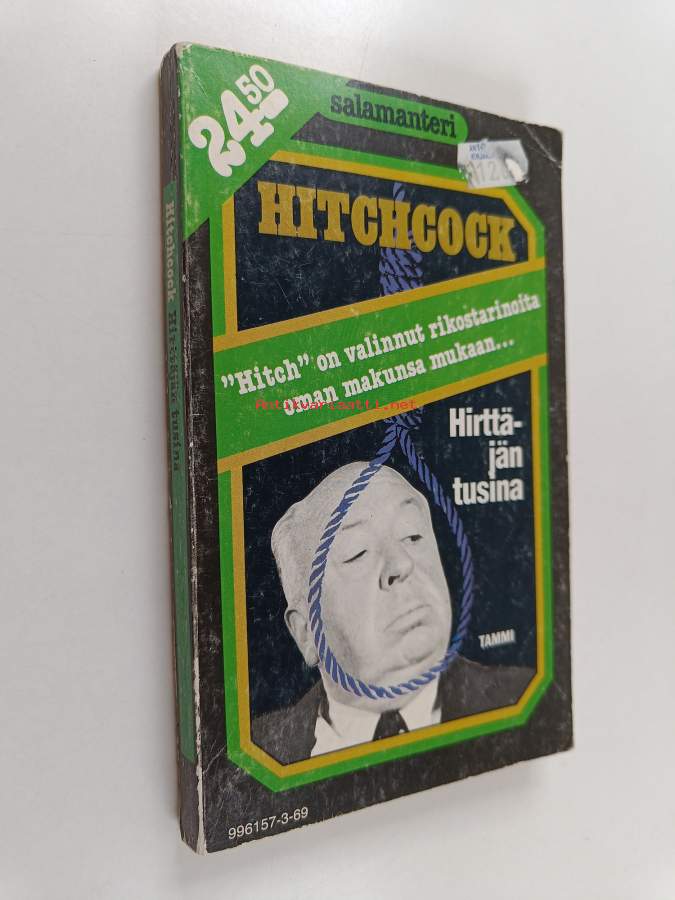 24.50
salamanteri
HITCHCOCK
"Hitch" on valinnut rikostarinoita
oman makunsa mukaan...
Antikvariaatti.net
Hirttä-
jän
tusina
TAMMI
996157-3-69
Hitchcock Hirttäjän tusina